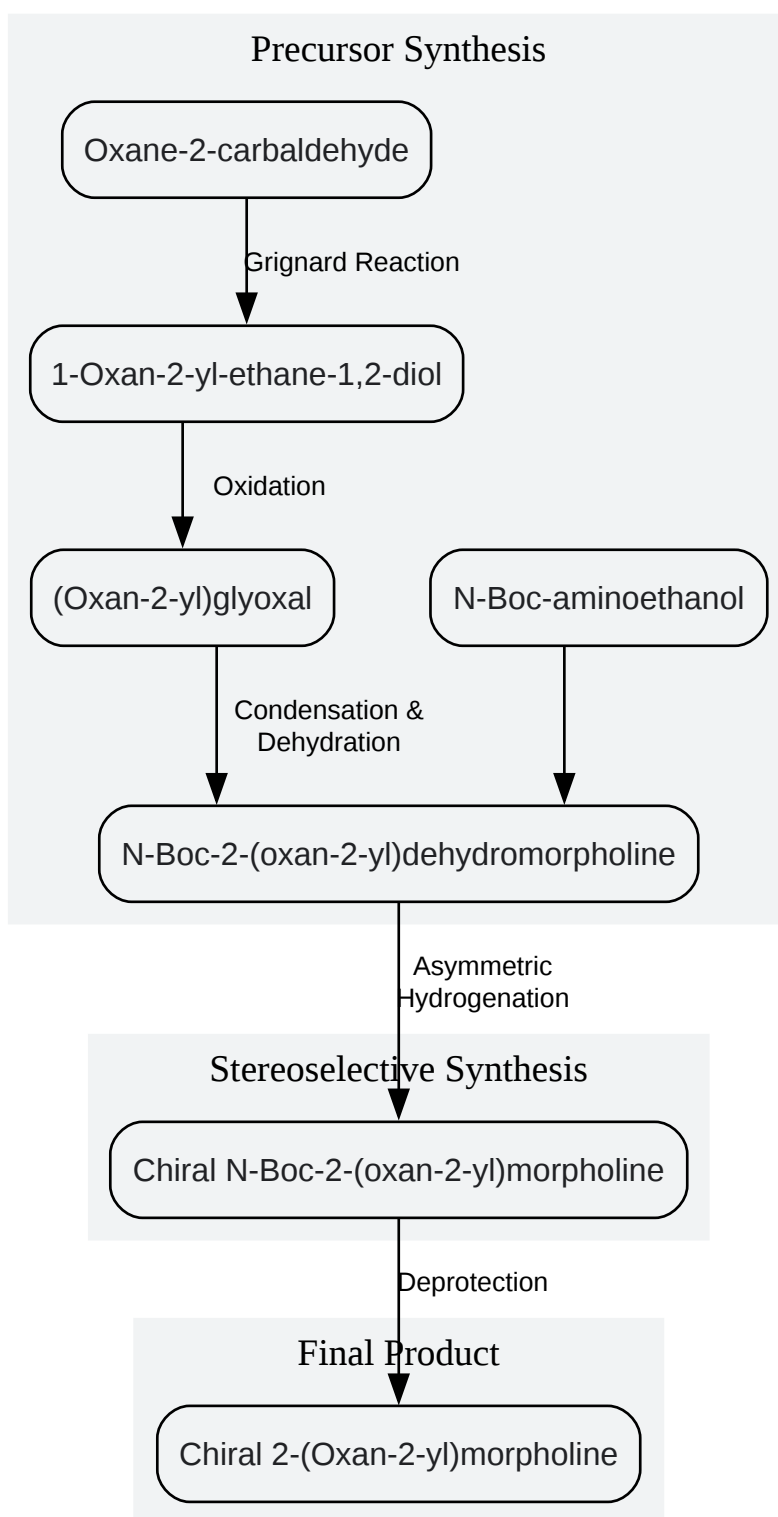 Precursor Synthesis
Oxane-2-carbaldehyde
Grignard Reaction
1-Oxan-2-yl-ethane-1,2-diol
Oxidation
(Oxan-2-yl)glyoxal
N-Boc-aminoethanol
Condensation &
Dehydration
N-Boc-2-(oxan-2-yl)dehydromorpholine
Asymmetric
Hydrogenation
Stereoselective Synthesis
Chiral N-Boc-2-(oxan-2-yl)morpholine
Deprotection
Final Product
Chiral 2-(Oxan-2-yl)morpholine